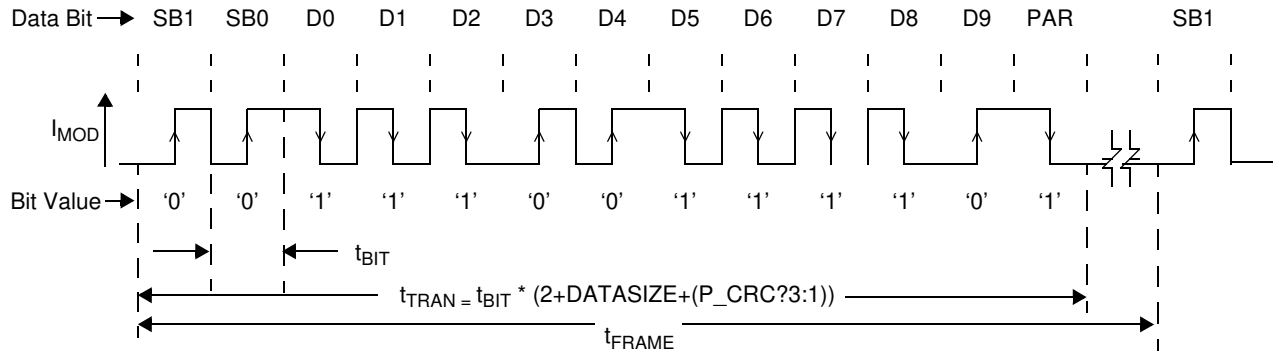 Data Bit SB1 SB0 D0 D1 D2 D3 D4 D5 D6 D7 D8 D9 PAR SB1
IMOD
Bit Value ‘0’ ‘0’ ‘1’ ‘1’ ‘1’ ‘0’ ‘0’ ‘1’ ‘1’ ‘1’ ‘1’ ‘0’ ‘1’
tBIT
tTRAN = tBIT * (2+DATASIZE+(P_CRC?3:1))
tFRAME